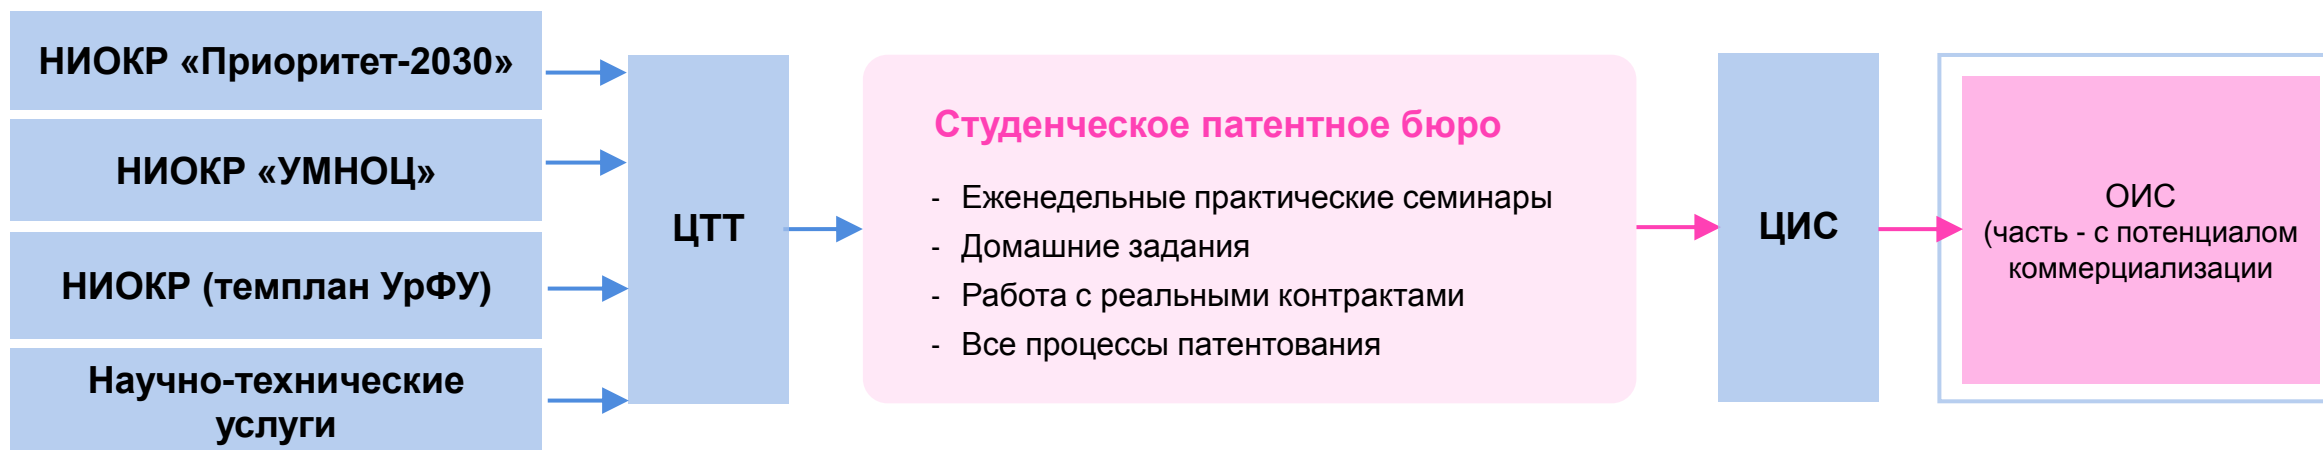 НИОКР «Приоритет-2030»
НИОКР «УМНОЦ»
НИОКР (темплан УрФУ)
Научно-технические
услуги
ЦТТ
Студенческое патентное бюро
- Еженедельные практические семинары
- Домашние задания
- Работа с реальными контрактами
- Все процессы патентования
ЦИС
ОИС
(часть - с потенциалом
коммерциализации